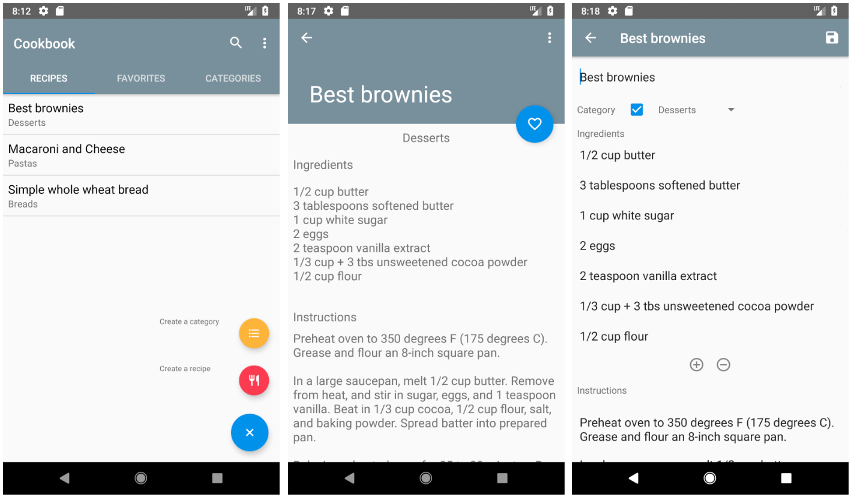 8:12
Cookbook
RECIPES
FAVORITES
CATEGORIES
Best brownies
Desserts
Macaroni and Cheese
Pastas
Simple whole wheat bread
Breads
Create a category
Create a recipe
8:17
Best brownies
Desserts
Ingredients
1/2 cup butter
3 tablespoons softened butter
1 cup white sugar
2 eggs
2 teaspoon vanilla extract
1/3 cup + 3 tbs unsweetened cocoa powder
1/2 cup flour
Instructions
Preheat oven to 350 degrees F (175 degrees C).
Grease and flour an 8-inch square pan.
In a large saucepan, melt 1/2 cup butter. Remove
from heat, and stir in sugar, eggs, and 1 teaspoon
vanilla. Beat in 1/3 cup cocoa, 1/2 cup flour, salt,
and baking powder. Spread batter into prepared
pan.
8:18
Best brownies
Best brownies
Category
Desserts
Ingredients
1/2 cup butter
3 tablespoons softened butter
1 cup white sugar
2 eggs
2 teaspoon vanilla extract
1/3 cup + 3 tbs unsweetened cocoa powder
1/2 cup flour
Instructions
Preheat oven to 350 degrees F (175 degrees C).
Grease and flour an 8-inch square pan.